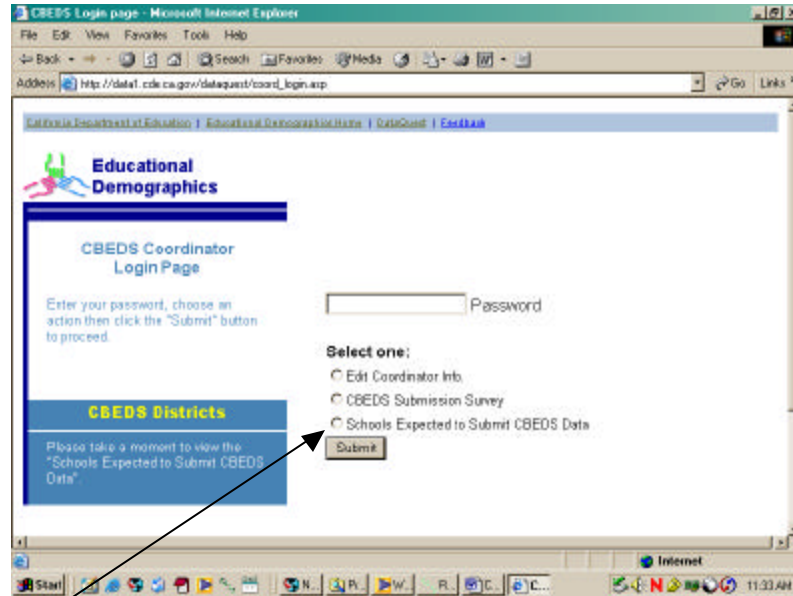 CBEDS Login page - Microsoft Internet Explorer
File Edit View Favorites Tools Help
Back Search Favorites Media
Address http://data1.cde.ca.gov/dataquest/coord_login.asp Go Links
California Department of Education | Educational Demographics Home | DataQuest | Feedback
Educational
Demographics
CBEDS Coordinator
Login Page
Enter your password, choose an
action then click the "Submit" button
to proceed.
Password
Select one:
Edit Coordinator Info.
CBEDS Submission Survey
Schools Expected to Submit CBEDS Data
Submit
CBEDS Districts
Please take a moment to view the
"Schools Expected to Submit CBEDS
Data".
Internet
Start N... R... W... R... C... C... 11:33 AM